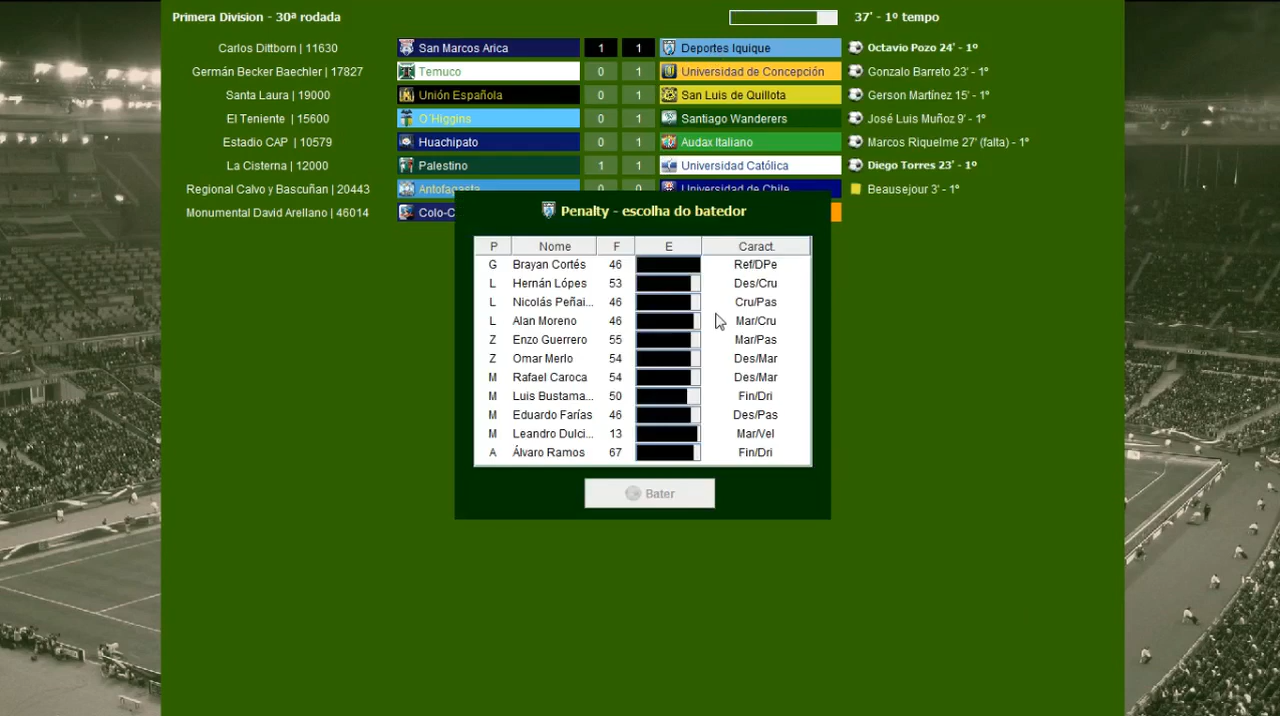 Primera Division - 30ª rodada
37' - 1º tempo
Carlos Dittborn | 11630 San Marcos Arica 1 1 Deportes Iquique Octavio Pozo 24' - 1º
Germán Becker Baechler | 17827 Temuco 0 1 Universidad de Concepción Gonzalo Barreto 23' - 1º
Santa Laura | 19000 Unión Española 0 1 San Luis de Quillota Gerson Martínez 15' - 1º
El Teniente | 15600 O'Higgins 0 1 Santiago Wanderers José Luis Muñoz 9' - 1º
Estadio CAP | 10579 Huachipato 0 1 Audax Italiano Marcos Riquelme 27' (falta) - 1º
La Cisterna | 12000 Palestino 1 1 Universidad Católica Diego Torres 23' - 1º
Regional Calvo y Bascuñan | 20443 Antofagasta 0 0 Universidad de Chile Beausejour 3' - 1º
Monumental David Arellano | 46014 Colo-C
Penalty - escolha do batedor
P Nome F E Caract.
G Brayan Cortés 46 Ref/DPe
L Hernán Lópes 53 Des/Cru
L Nicolás Peñai... 46 Cru/Pas
L Alan Moreno 46 Mar/Cru
Z Enzo Guerrero 55 Mar/Pas
Z Omar Merlo 54 Des/Mar
M Rafael Caroca 54 Des/Mar
M Luis Bustama... 50 Fin/Dri
M Eduardo Farías 46 Des/Pas
M Leandro Dulci... 13 Mar/Vel
A Álvaro Ramos 67 Fin/Dri
Bater